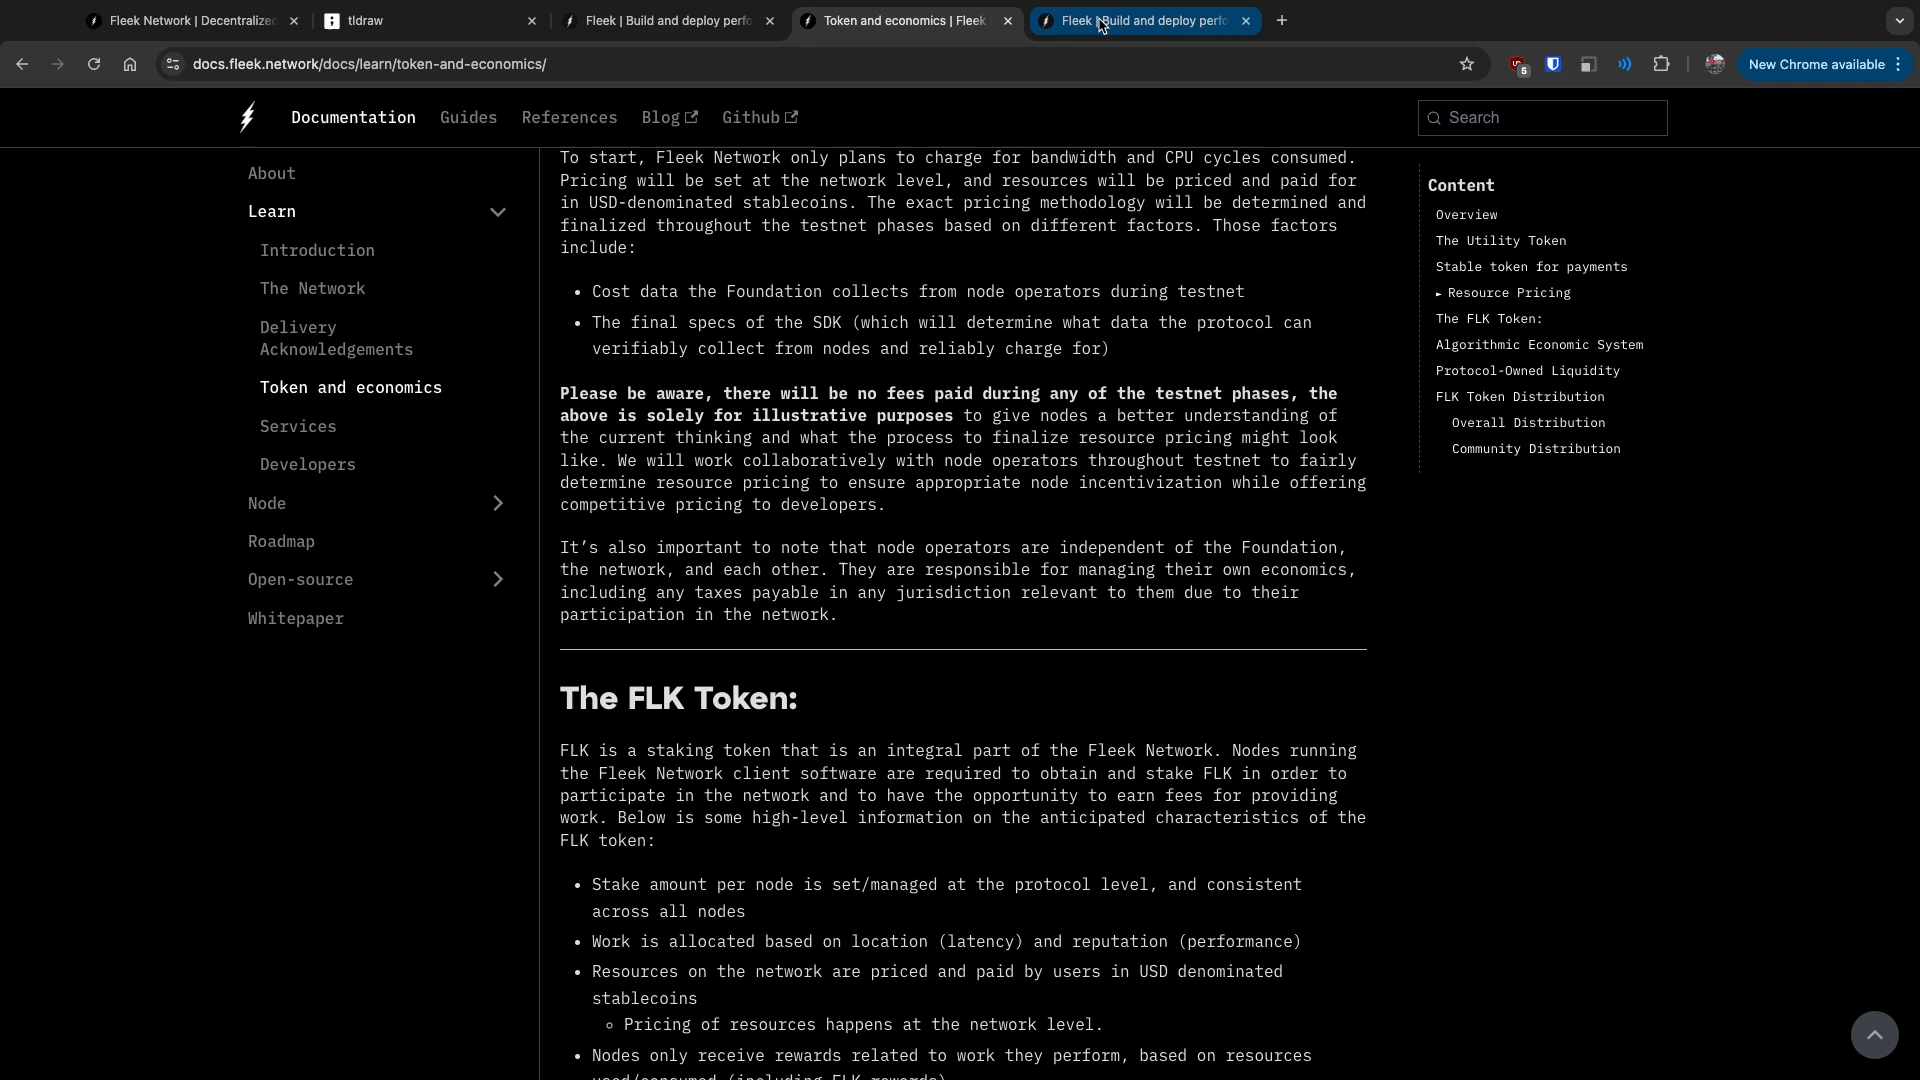 Fleek Network | Decentralized
tldraw
Fleek | Build and deploy perfo
Token and economics | Fleek
Fleek | Build and deploy perfo
docs.fleek.network/docs/learn/token-and-economics/
5
New Chrome available
Documentation
Guides
References
Blog
Github
Search
About
Learn
Introduction
The Network
Delivery
Acknowledgements
Token and economics
Services
Developers
Node
Roadmap
Open-source
Whitepaper
To start, Fleek Network only plans to charge for bandwidth and CPU cycles consumed.
Pricing will be set at the network level, and resources will be priced and paid for
in USD-denominated stablecoins. The exact pricing methodology will be determined and
finalized throughout the testnet phases based on different factors. Those factors
include:
• Cost data the Foundation collects from node operators during testnet
• The final specs of the SDK (which will determine what data the protocol can
verifiably collect from nodes and reliably charge for)
Please be aware, there will be no fees paid during any of the testnet phases, the
above is solely for illustrative purposes to give nodes a better understanding of
the current thinking and what the process to finalize resource pricing might look
like. We will work collaboratively with node operators throughout testnet to fairly
determine resource pricing to ensure appropriate node incentivization while offering
competitive pricing to developers.
It's also important to note that node operators are independent of the Foundation,
the network, and each other. They are responsible for managing their own economics,
including any taxes payable in any jurisdiction relevant to them due to their
participation in the network.
The FLK Token:
FLK is a staking token that is an integral part of the Fleek Network. Nodes running
the Fleek Network client software are required to obtain and stake FLK in order to
participate in the network and to have the opportunity to earn fees for providing
work. Below is some high-level information on the anticipated characteristics of the
FLK token:
• Stake amount per node is set/managed at the protocol level, and consistent
across all nodes
• Work is allocated based on location (latency) and reputation (performance)
• Resources on the network are priced and paid by users in USD denominated
stablecoins
◦ Pricing of resources happens at the network level.
• Nodes only receive rewards related to work they perform, based on resources
used/consumed (including FLK rewards)
Content
Overview
The Utility Token
Stable token for payments
► Resource Pricing
The FLK Token:
Algorithmic Economic System
Protocol-Owned Liquidity
FLK Token Distribution
Overall Distribution
Community Distribution